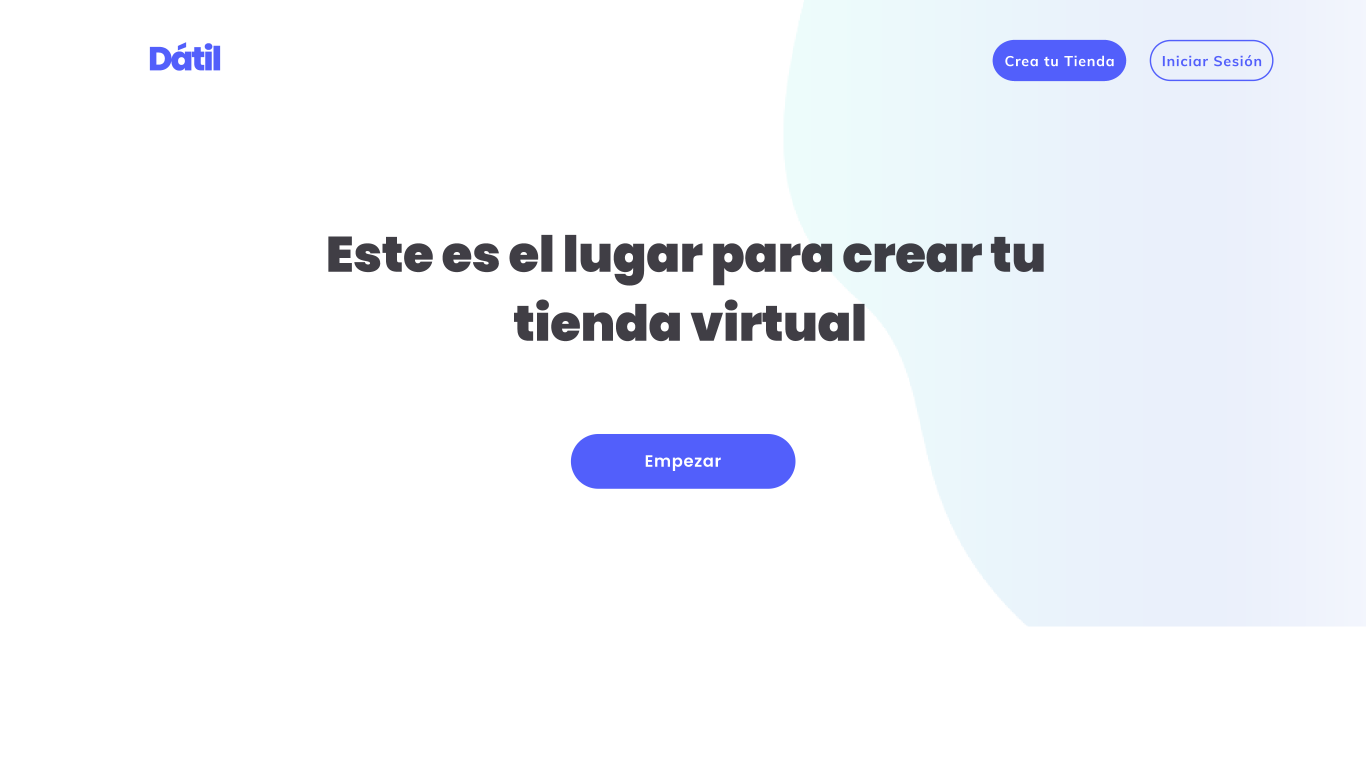 Dátil
Crea tu Tienda
Iniciar Sesión
Este es el lugar para crear tu
tienda virtual
Empezar